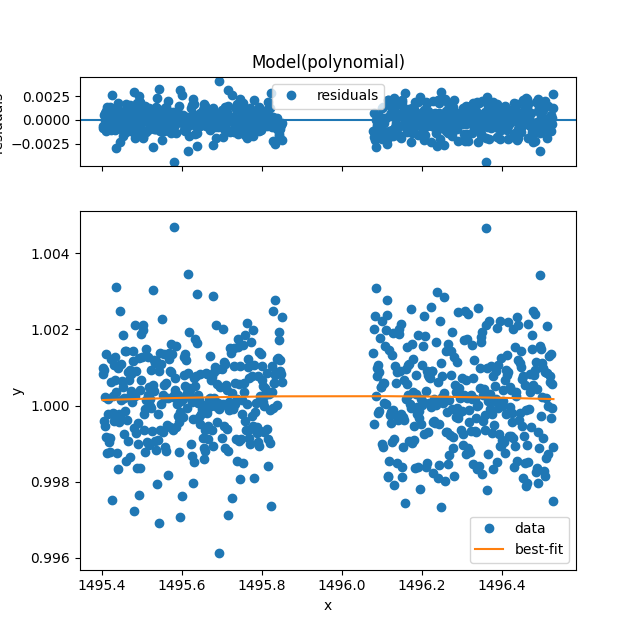 Model(polynomial)
residuals
0.0025
0.0000
−0.0025
residuals
1.004
1.002
1.000
0.998
0.996
y
data
best-fit
1495.4
1495.6
1495.8
1496.0
1496.2
1496.4
x